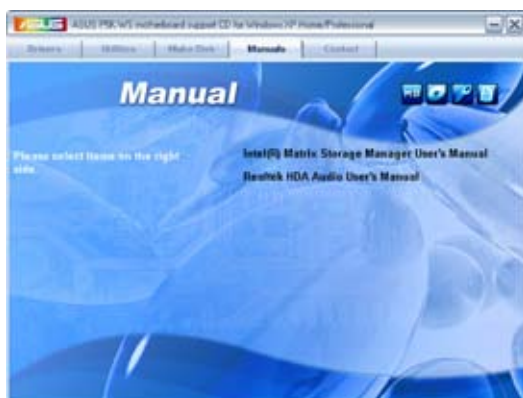 ASUS P5K WS motherboard support CD for Windows XP Home/Professional
Drivers Utilities Make Disk Manuals Contact
Manual
Please select items on the right
side.
Intel(R) Matrix Storage Manager User's Manual
Realtek HDA Audio User's Manual